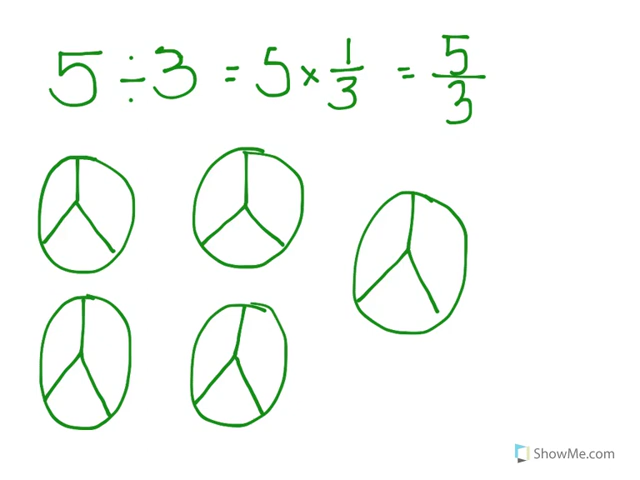 5 ÷ 3 = 5 × 1/3 = 5/3
ShowMe.com